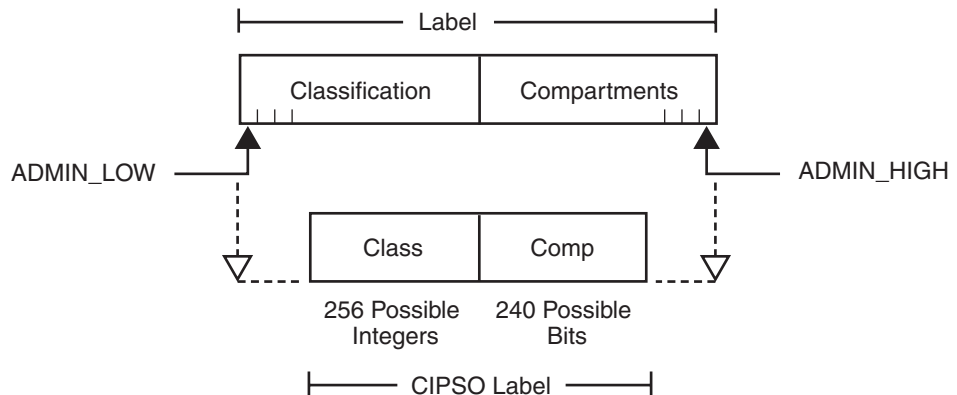 Label
Classification
Compartments
ADMIN_LOW
ADMIN_HIGH
Class
Comp
256 Possible
Integers
240 Possible
Bits
CIPSO Label